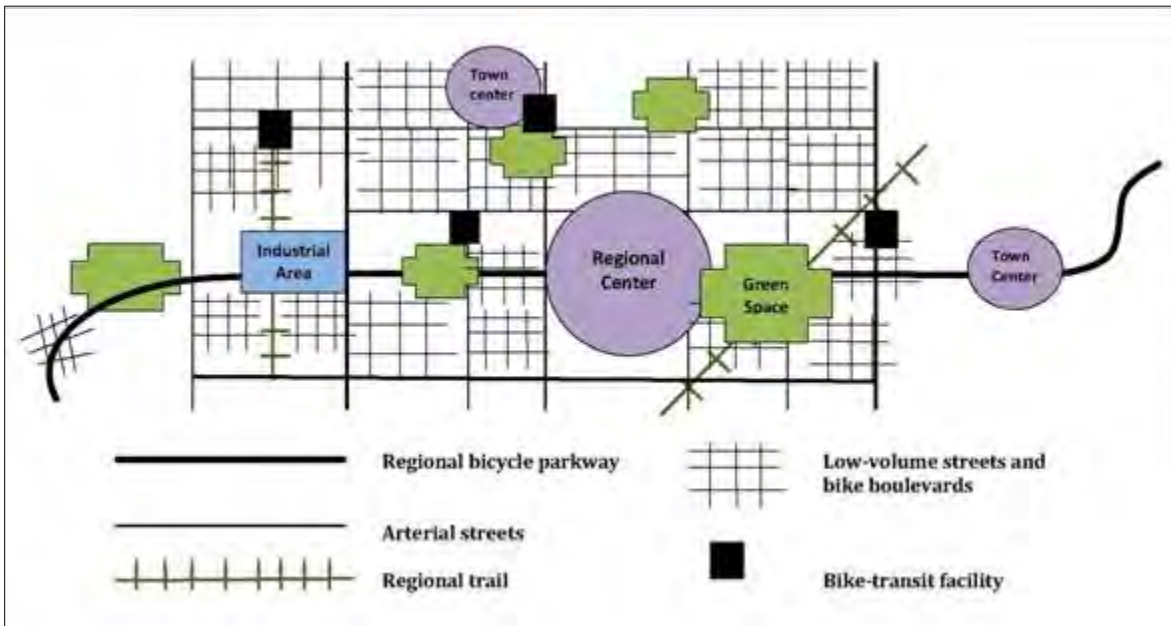 Town
center
Industrial
Area
Regional
Center
Green
Space
Town
Center
Regional bicycle parkway
Arterial streets
Regional trail
Low-volume streets and
bike boulevards
Bike-transit facility